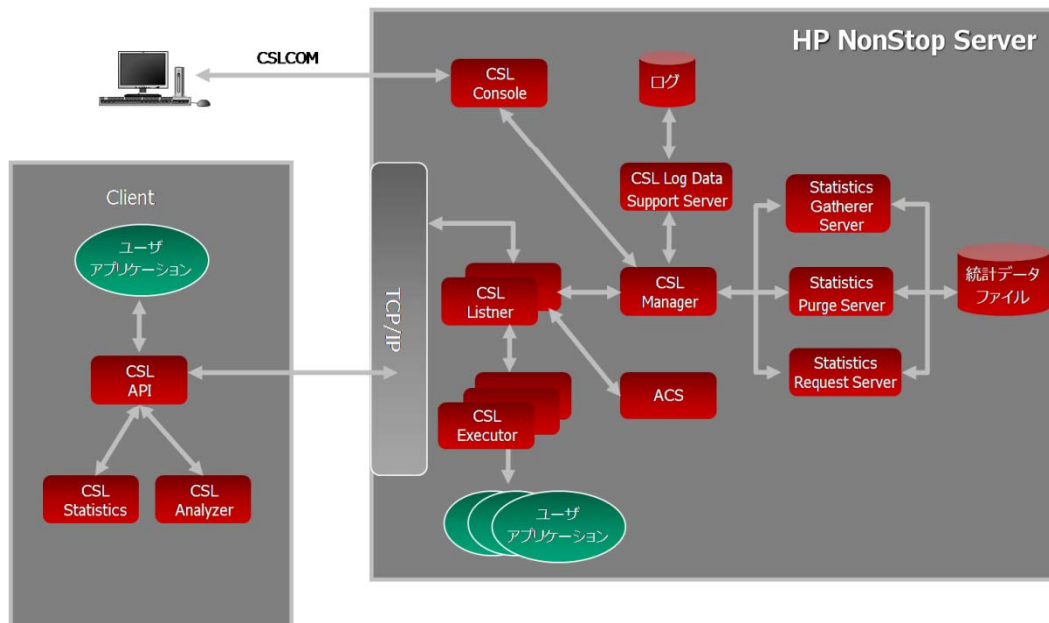 HP NonStop Server
CSLCOM
CSL
Console
ログ
CSL Log Data
Support Server
Statistics
Gatherer
Server
Client
ユーザ
アプリケーション
TCP/IP
CSL
Listner
CSL
Manager
Statistics
Purge Server
統計データ
ファイル
CSL
API
CSL
Executor
ACS
Statistics
Request Server
CSL
Statistics
CSL
Analyzer
ユーザ
アプリケーション